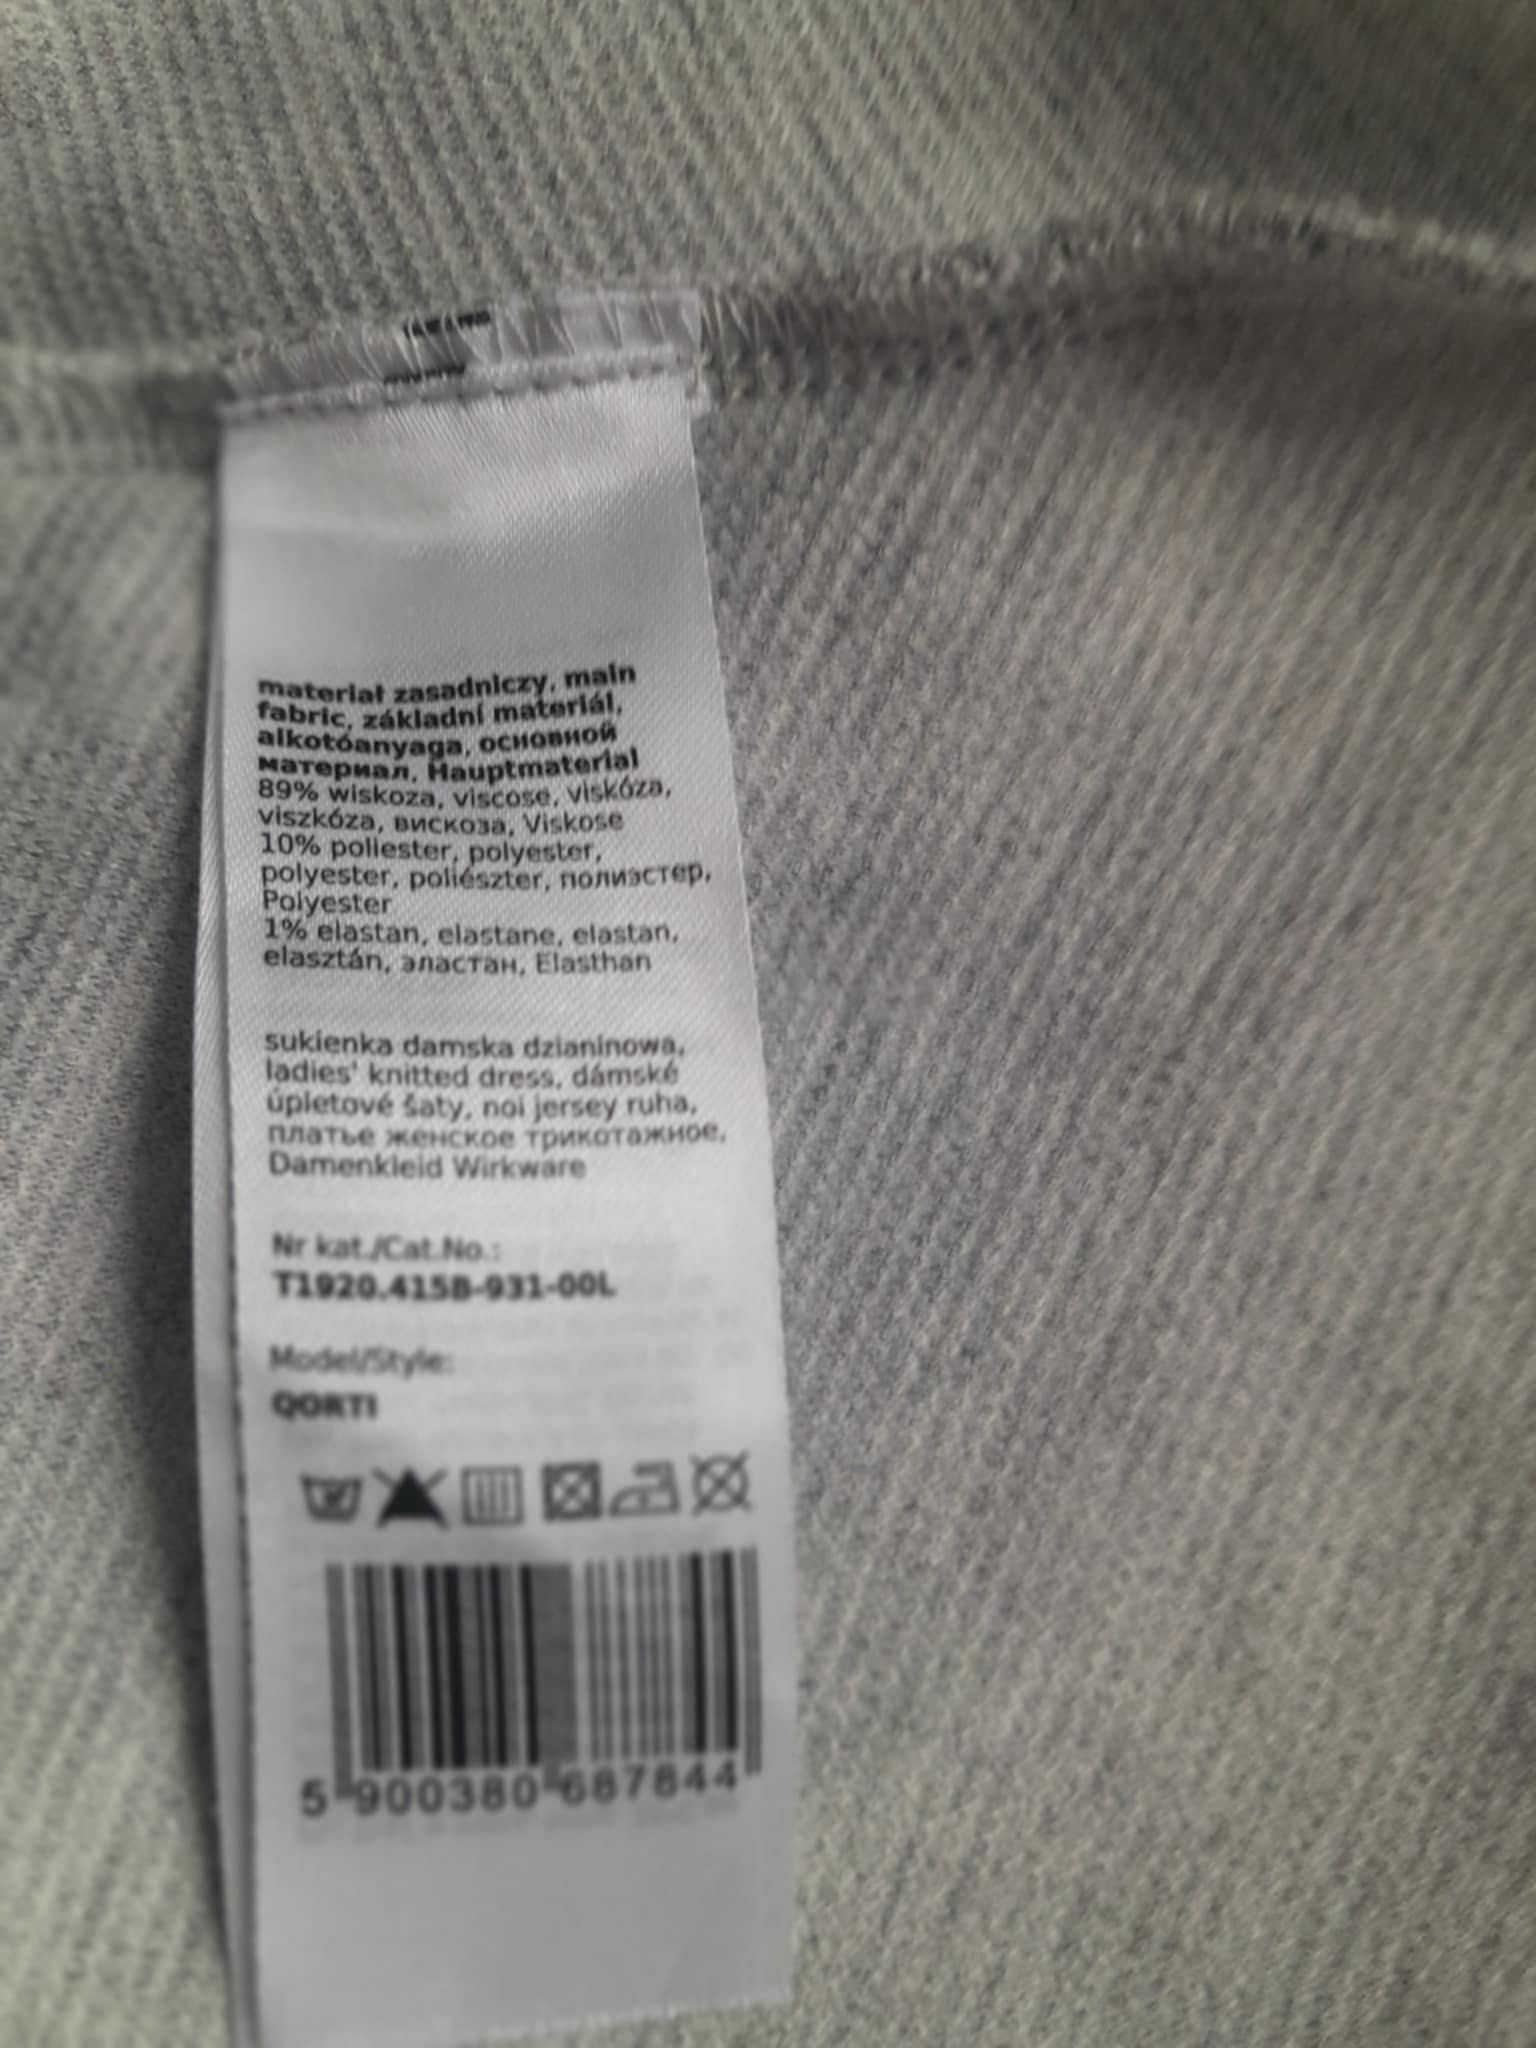 materiał zasadniczy, main
fabric, základní materiál,
alkotóanyaga, основной
материал, Hauptmaterial
89% wiskoza, viscose, viskóza,
viszkóza, вискоза, Viskose
10% poliester, polyester,
polyester, poliészter, полиэстер,
Polyester
1% elastan, elastane, elastan,
elasztán, эластан, Elasthan
sukienka damska dzianinowa,
ladies' knitted dress, dámské
úpletové šaty, noi jersey ruha,
платье женское трикотажное,
Damenkleid Wirkware
Nr kat./Cat.No.:
T1920.415B-931-00L
Model/Style:
QORTI
5 900380 687844